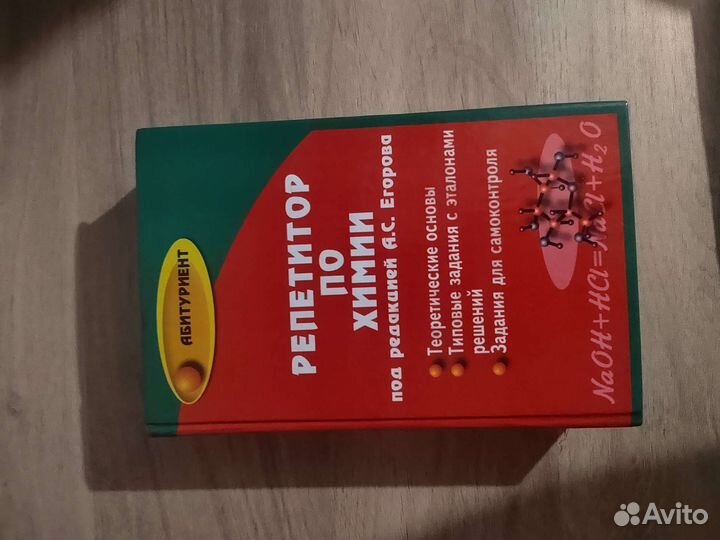 АБИТУРИЕНТ
РЕПЕТИТОР
ПО
ХИМИИ
под редакцией А.С. Егорова
Теоретические основы
Типовые задания с эталонами
решений
Задания для самоконтроля
NaOH+HCl=NaCl+H₂O
Avito